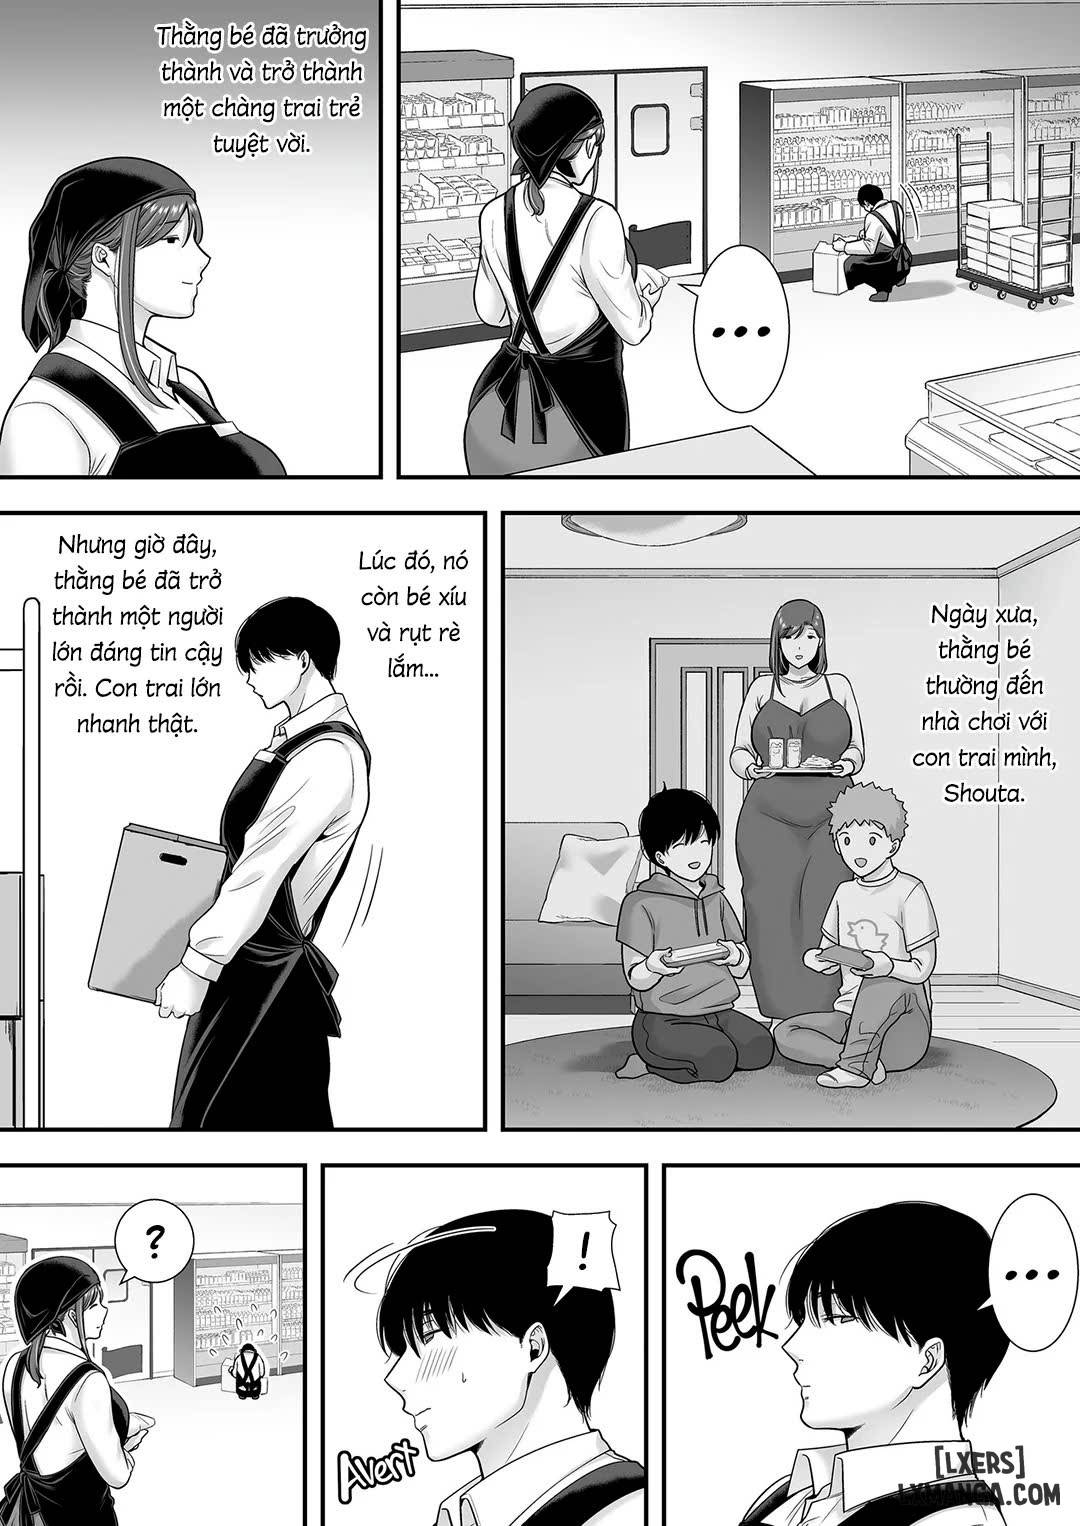 ...
Thằng bé đã trưởng
thành và trở thành
một chàng trai trẻ
tuyệt vời.
Ngày xưa,
thằng bé
thường đến
nhà chơi với
con trai mình,
Shouta.
Lúc đó, nó
còn bé xíu
và rụt rè
lắm...
Nhưng giờ đây,
thằng bé đã trở
thành một người
lớn đáng tin cậy
rồi. Con trai lớn
nhanh thật.
...
Peek
!
Avert
?
[LXERS]
LXMANGA.COM